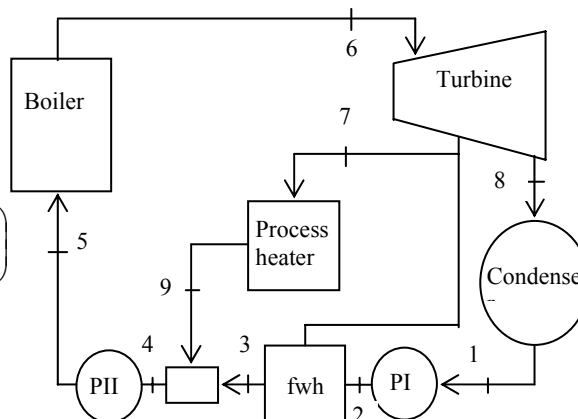 6
Boiler
Turbine
7
8
Process
heater
5
9
Condense
4
3
1
PII
fwh
PI
2